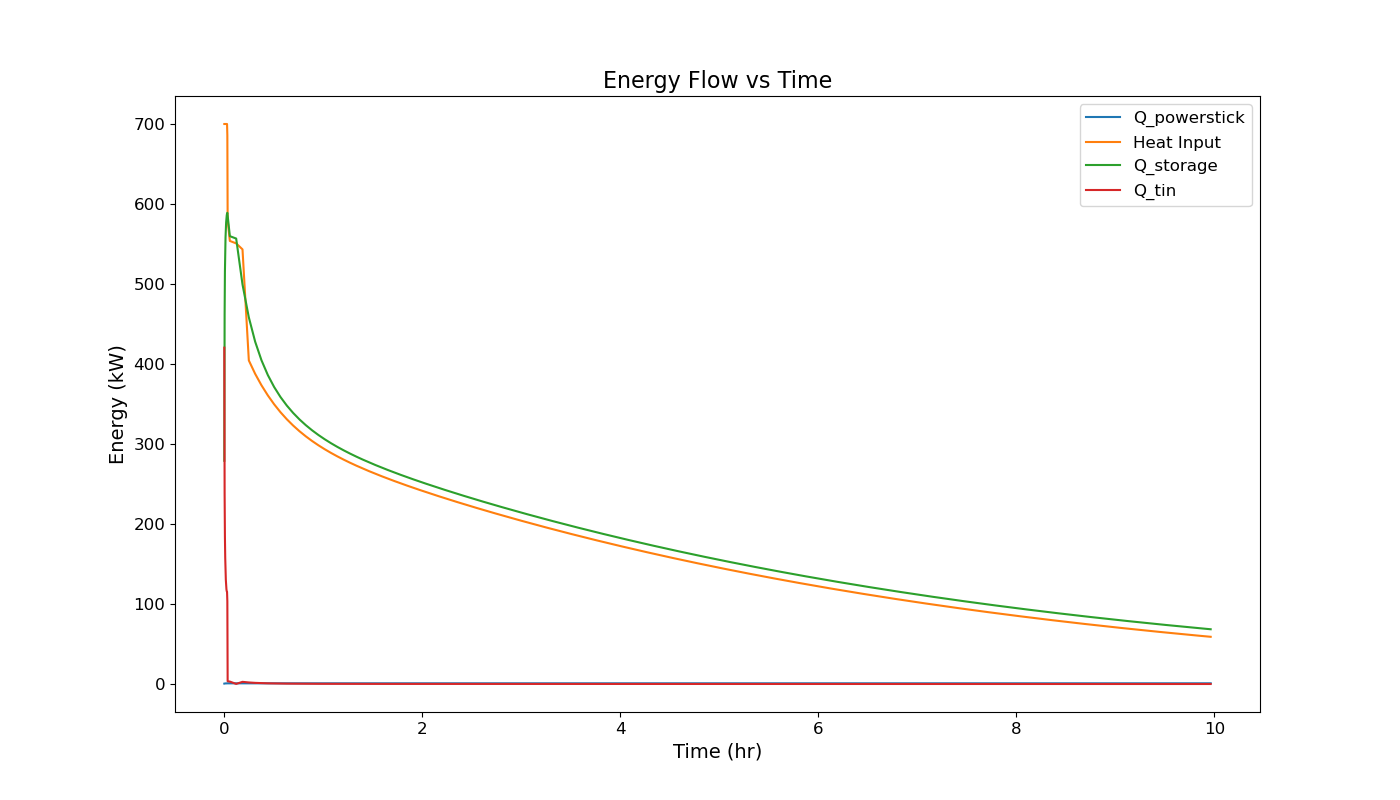 Energy Flow vs Time
Q_powerstick
Heat Input
Q_storage
Q_tin
700
600
500
400
300
200
100
0
Energy (kW)
0 2 4 6 8 10
Time (hr)